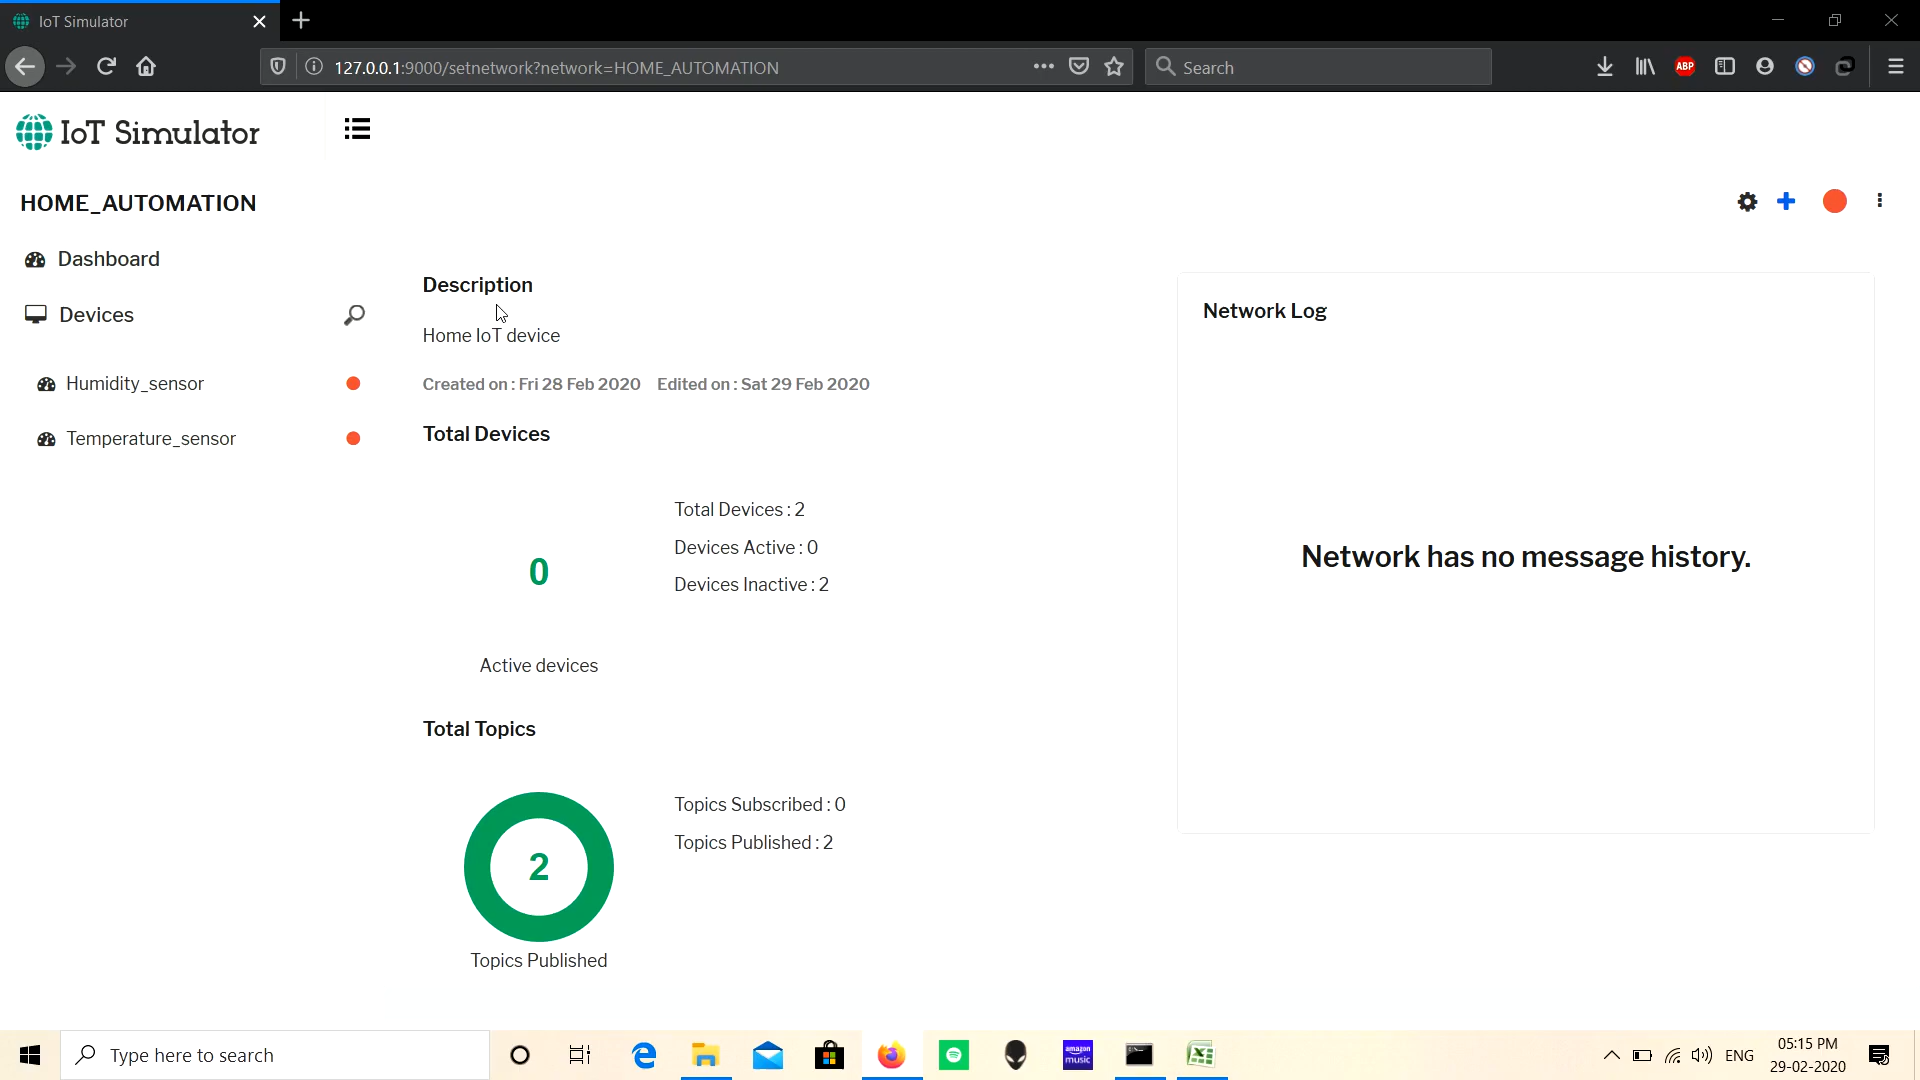 IoT Simulator
127.0.0.1:9000/setnetwork?network=HOME_AUTOMATION
Search
ABP
IoT Simulator
HOME_AUTOMATION
Dashboard
Devices
Humidity_sensor
Temperature_sensor
Description
Home IoT device
Created on : Fri 28 Feb 2020 Edited on : Sat 29 Feb 2020
Total Devices
0
Active devices
Total Devices : 2
Devices Active : 0
Devices Inactive : 2
Total Topics
2
Topics Published
Topics Subscribed : 0
Topics Published : 2
Network Log
Network has no message history.
Type here to search
amazon
music
ENG
05:15 PM
29-02-2020